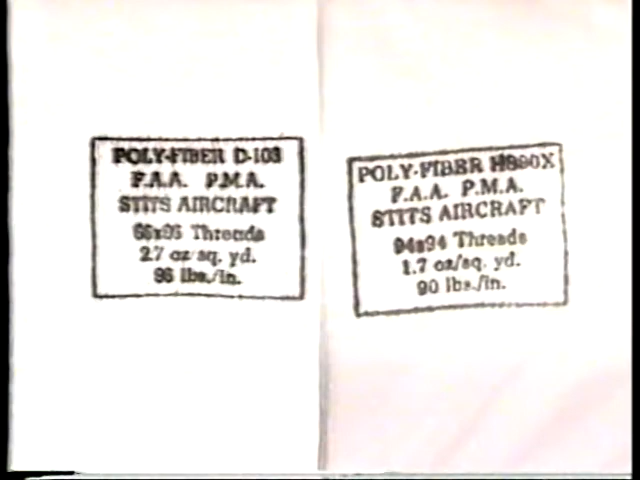 POLY-FIBER D-103
F.A.A. P.M.A.
STITS AIRCRAFT
66x96 Threads
2.7 oz/sq. yd.
96 lbs./in.
POLY-FIBER
F.A.A. P.M.A.
STITS AIRCRAFT
94x94 Threads
1.7 oz/sq. yd.
90 lbs./in.